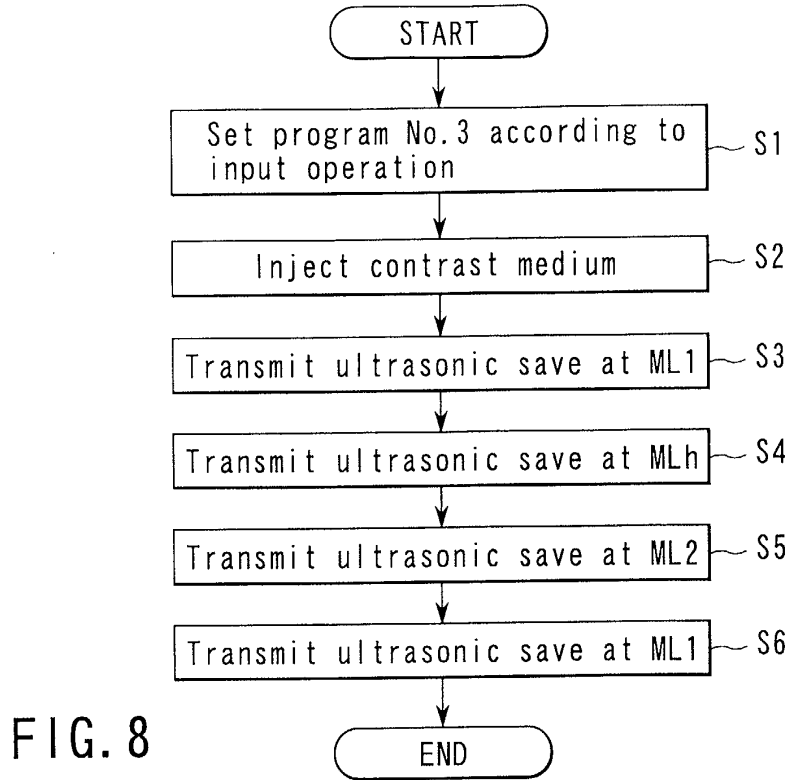 START
Set program No.3 according to
input operation
S1
Inject contrast medium
S2
Transmit ultrasonic save at ML1
S3
Transmit ultrasonic save at MLh
S4
Transmit ultrasonic save at ML2
S5
Transmit ultrasonic save at ML1
S6
END
FIG. 8